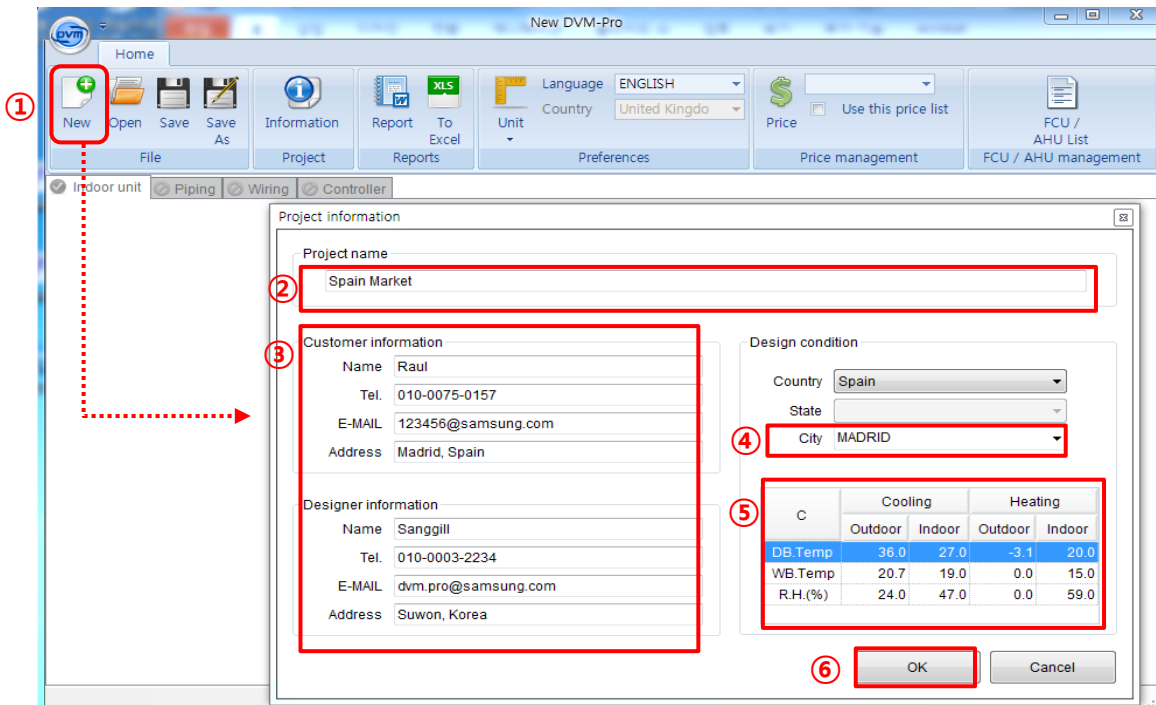 New DVM-Pro
DVM
Home
①
New Open Save Save As
File
Information
Project
Report To Excel
W
XLS
Reports
Unit
Language ENGLISH
Country United Kingdo
Preferences
$
Price
Use this price list
Price management
FCU / AHU List
FCU / AHU management
Indoor unit Piping Wiring Controller
Project information
Project name
② Spain Market
③ Customer information
Name Raul
Tel. 010-0075-0157
E-MAIL 123456@samsung.com
Address Madrid, Spain
Designer information
Name Sanggill
Tel. 010-0003-2234
E-MAIL dvm.pro@samsung.com
Address Suwon, Korea
Design condition
Country Spain
State
④ City MADRID
⑤ C Cooling Heating
Outdoor Indoor Outdoor Indoor
DB.Temp 36.0 27.0 -3.1 20.0
WB.Temp 20.7 19.0 0.0 15.0
R.H.(%) 24.0 47.0 0.0 59.0
⑥ OK Cancel